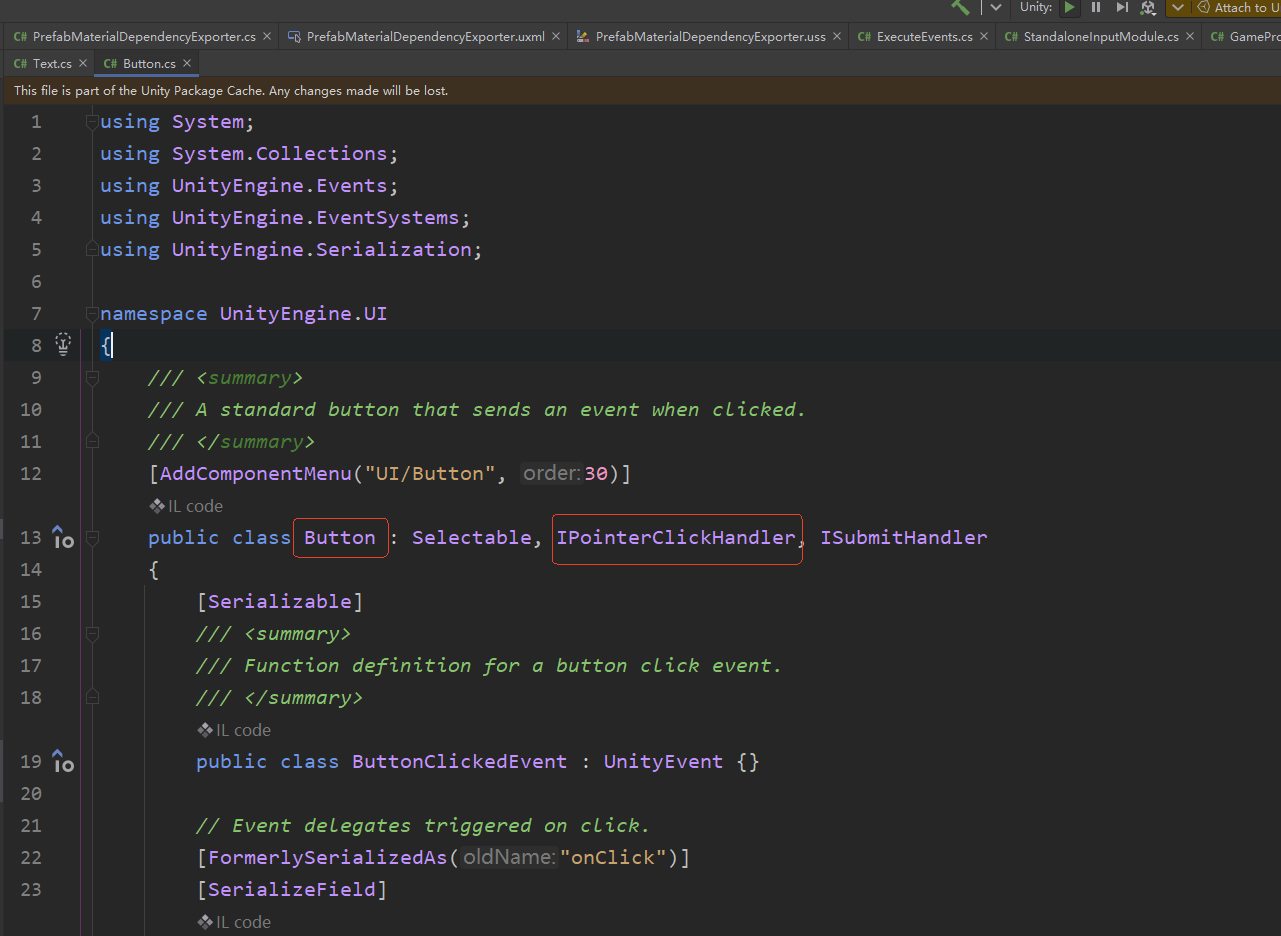 Unity: Attach to U
PrefabMaterialDependencyExporter.cs PrefabMaterialDependencyExporter.uxml PrefabMaterialDependencyExporter.uss C# ExecuteEvents.cs C# StandaloneInputModule.cs C# GamePro
C# Text.cs C# Button.cs
This file is part of the Unity Package Cache. Any changes made will be lost.
1 using System;
2 using System.Collections;
3 using UnityEngine.Events;
4 using UnityEngine.EventSystems;
5 using UnityEngine.Serialization;
6
7 namespace UnityEngine.UI
8 {
9 /// <summary>
10 /// A standard button that sends an event when clicked.
11 /// </summary>
12 [AddComponentMenu("UI/Button", order:30)]
IL code
13 public class Button : Selectable, IPointerClickHandler, ISubmitHandler
14 {
15 [Serializable]
16 /// <summary>
17 /// Function definition for a button click event.
18 /// </summary>
IL code
19 public class ButtonClickedEvent : UnityEvent {}
20
21 // Event delegates triggered on click.
22 [FormerlySerializedAs(oldName:"onClick")]
23 [SerializeField]
IL code